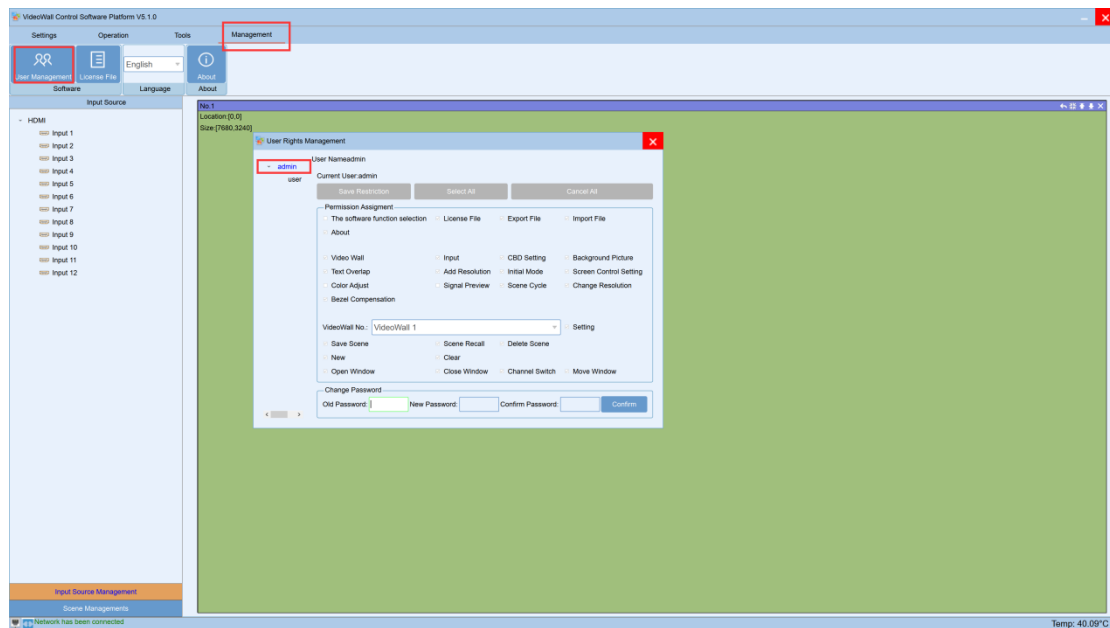 VideoWall Control Software Platform V5.1.0
Settings Operation Tools Management
User Management License File English About
Software Language About
Input Source
HDMI
Input 1
Input 2
Input 3
Input 4
Input 5
Input 6
Input 7
Input 8
Input 9
Input 10
Input 11
Input 12
Input Source Management
Scene Managements
No.1
Location:[0,0]
Size:[7680,3240]
User Rights Management
admin
user
User Nameadmin
Current User:admin
Save Restriction Select All Cancel All
Permission Assigment
The software function selection License File Export File Import File
About
Video Wall Input CBD Setting Background Picture
Text Overlap Add Resolution Initial Mode Screen Control Setting
Color Adjust Signal Preview Scene Cycle Change Resolution
Bezel Compensation
VideoWall No.: VideoWall 1 Setting
Save Scene Scene Recall Delete Scene
New Clear
Open Window Close Window Channel Switch Move Window
Change Password
Old Password: New Password: Confirm Password: Confirm
Network has been connected Temp: 40.09°C